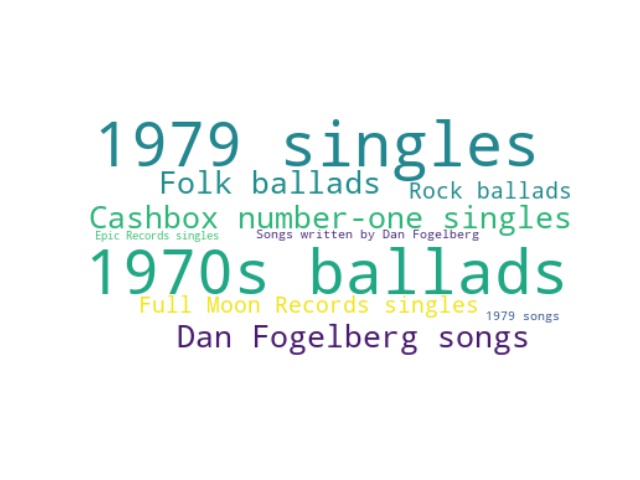 1979 singles
Folk ballads
Rock ballads
Cashbox number-one singles
Epic Records singles
Songs written by Dan Fogelberg
1970s ballads
Full Moon Records singles
1979 songs
Dan Fogelberg songs